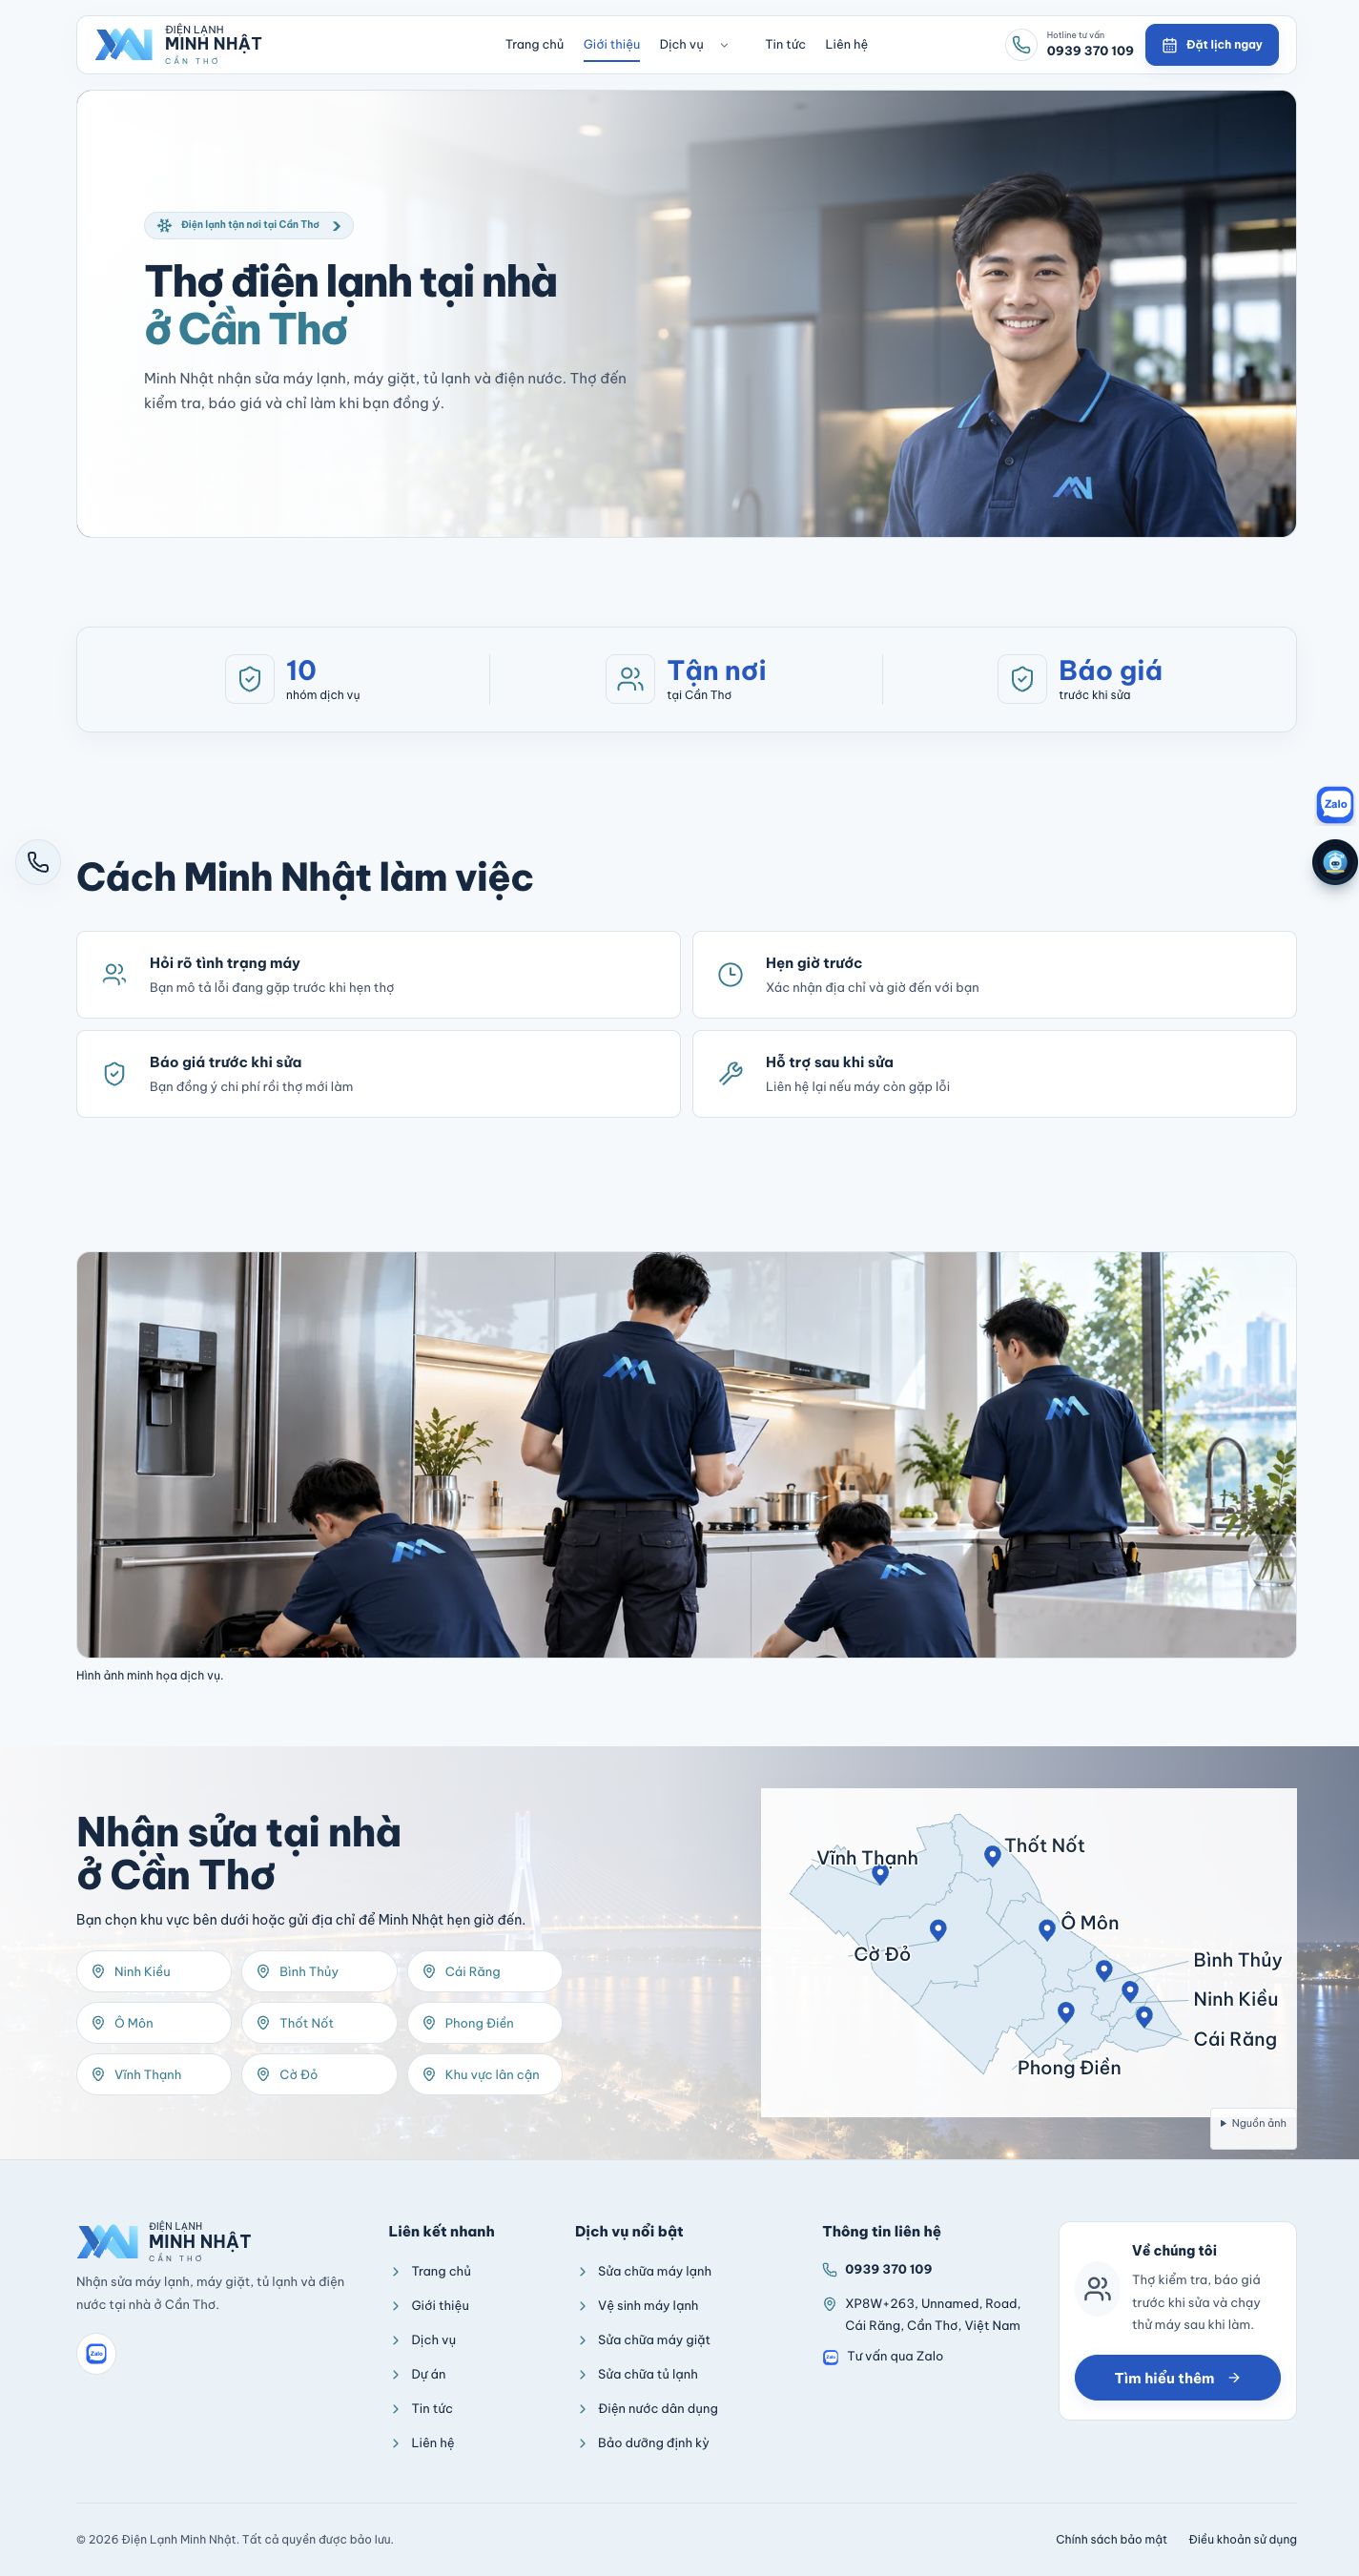 ĐIỆN LẠNH
MINH NHẬT
CẦN THƠ
Trang chủ
Giới thiệu
Dịch vụ
Tin tức
Liên hệ
Hotline tư vấn
0939 370 109
Đặt lịch ngay
Điện lạnh tận nơi tại Cần Thơ
Thợ điện lạnh tại nhà
ở Cần Thơ
Minh Nhật nhận sửa máy lạnh, máy giặt, tủ lạnh và điện nước. Thợ đến
kiểm tra, báo giá và chỉ làm khi bạn đồng ý.
10
nhóm dịch vụ
Tận nơi
tại Cần Thơ
Báo giá
trước khi sửa
Zalo
Cách Minh Nhật làm việc
Hỏi rõ tình trạng máy
Bạn mô tả lỗi đang gặp trước khi hẹn thợ
Hẹn giờ trước
Xác nhận địa chỉ và giờ đến với bạn
Báo giá trước khi sửa
Bạn đồng ý chi phí rồi thợ mới làm
Hỗ trợ sau khi sửa
Liên hệ lại nếu máy còn gặp lỗi
Hình ảnh minh họa dịch vụ.
Nhận sửa tại nhà
ở Cần Thơ
Bạn chọn khu vực bên dưới hoặc gửi địa chỉ để Minh Nhật hẹn giờ đến.
Ninh Kiều
Bình Thủy
Cái Răng
Ô Môn
Thốt Nốt
Phong Điền
Vĩnh Thạnh
Cờ Đỏ
Khu vực lân cận
Thốt Nốt
Vĩnh Thạnh
Ô Môn
Cờ Đỏ
Bình Thủy
Ninh Kiều
Cái Răng
Phong Điền
Nguồn ảnh
ĐIỆN LẠNH
MINH NHẬT
CẦN THƠ
Nhận sửa máy lạnh, máy giặt, tủ lạnh và điện
nước tại nhà ở Cần Thơ.
Zalo
Liên kết nhanh
Trang chủ
Giới thiệu
Dịch vụ
Dự án
Tin tức
Liên hệ
Dịch vụ nổi bật
Sửa chữa máy lạnh
Vệ sinh máy lạnh
Sửa chữa máy giặt
Sửa chữa tủ lạnh
Điện nước dân dụng
Bảo dưỡng định kỳ
Thông tin liên hệ
0939 370 109
XP8W+263, Unnamed, Road,
Cái Răng, Cần Thơ, Việt Nam
Tư vấn qua Zalo
Về chúng tôi
Thợ kiểm tra, báo giá
trước khi sửa và chạy
thử máy sau khi làm.
Tìm hiểu thêm
© 2026 Điện Lạnh Minh Nhật. Tất cả quyền được bảo lưu.
Chính sách bảo mật
Điều khoản sử dụng